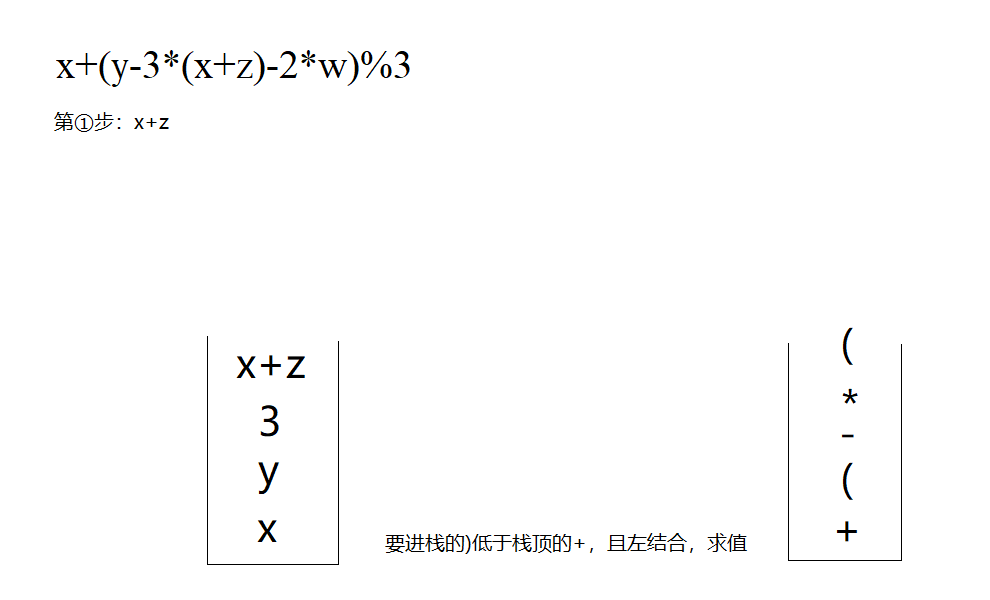 x+(y-3*(x+z)-2*w)%3
第①步：x+z
x+z
3
y
x
要进栈的)低于栈顶的+，且左结合，求值
(
*
-
(
+